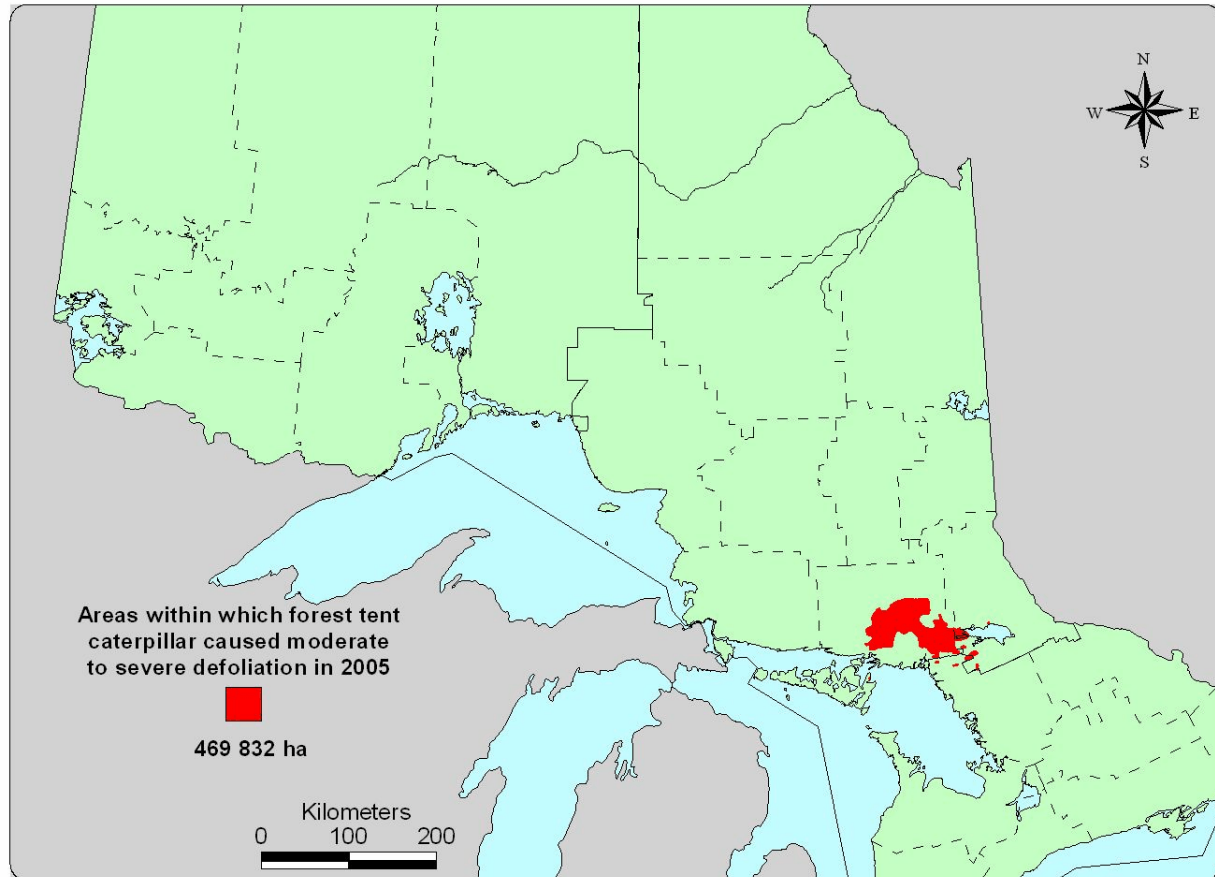 N
W E
S
Areas within which forest tent
caterpillar caused moderate
to severe defoliation in 2005
469 832 ha
Kilometers
0 100 200